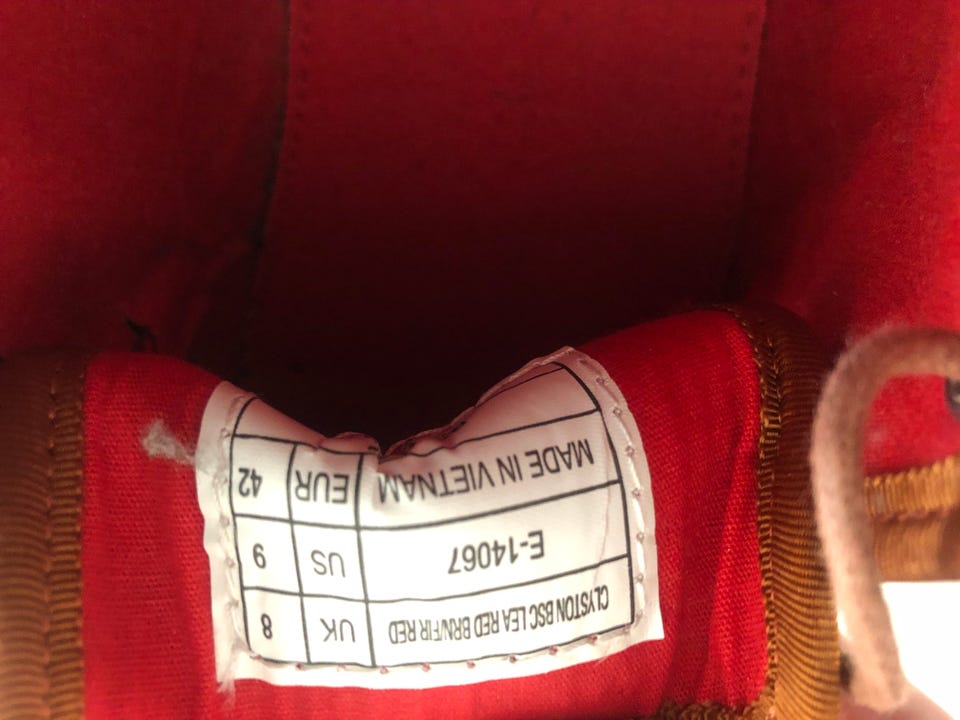 CLYSTON BSC LEA RED BRN/FIR RED UK 8
E-14067 US 9
MADE IN VIETNAM EUR 42